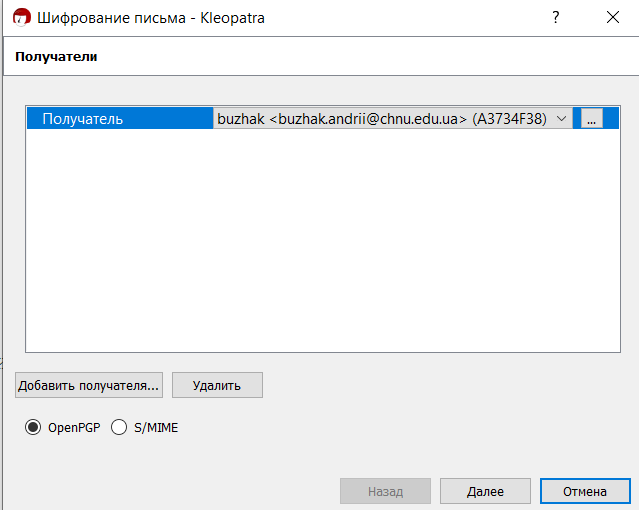 Шифрование письма - Kleopatra ?
Получатели
Получатель buzhak <buzhak.andrii@chnu.edu.ua> (A3734F38) ...
Добавить получателя... Удалить
OpenPGP S/MIME
Назад Далее Отмена